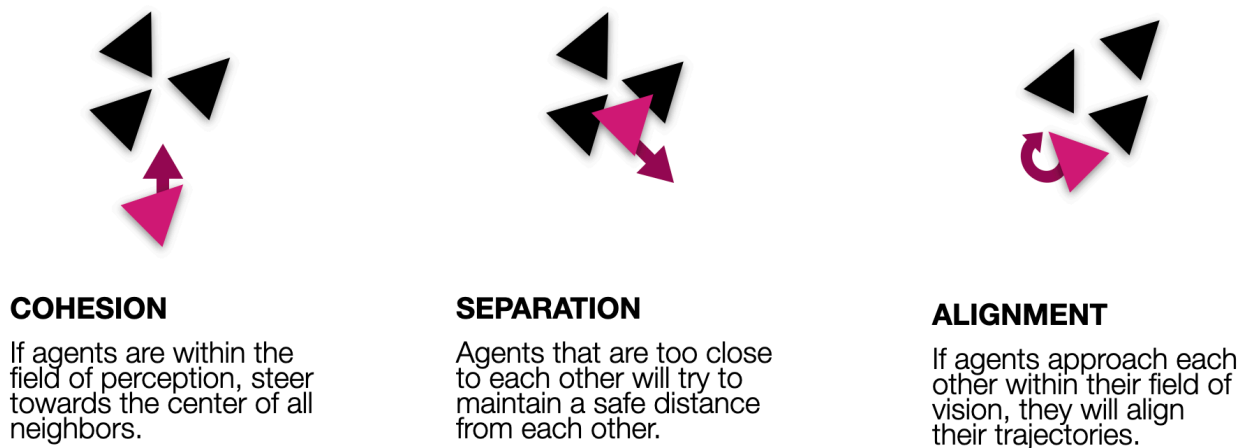 COHESION
If agents are within the
field of perception, steer
towards the center of all
neighbors.
SEPARATION
Agents that are too close
to each other will try to
maintain a safe distance
from each other.
ALIGNMENT
If agents approach each
other within their field of
vision, they will align
their trajectories.